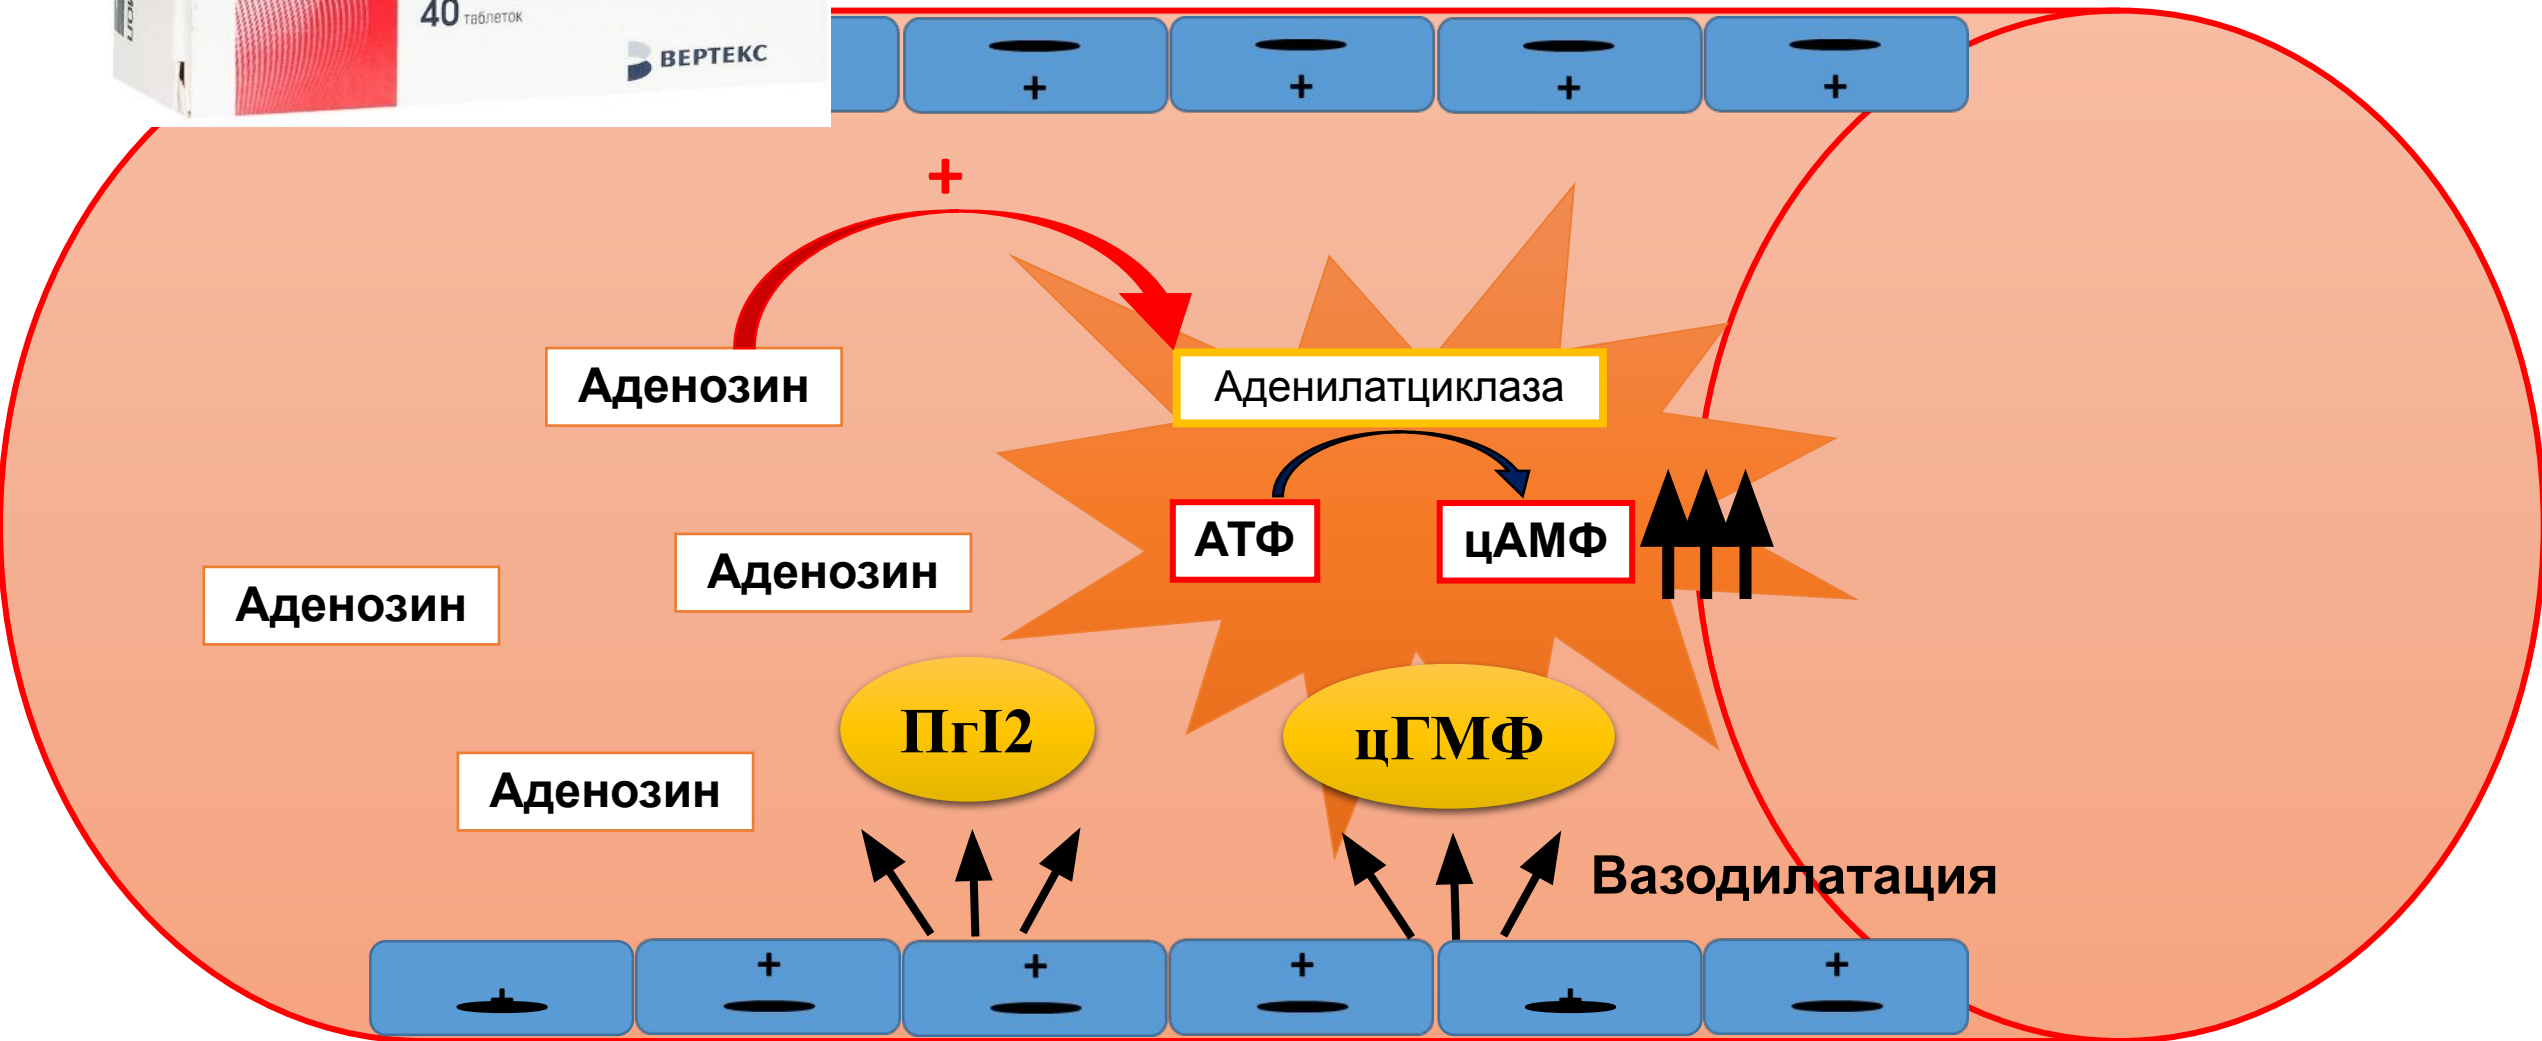 40 таблеток
ВЕРТЕКС
+ + + +
+
Аденозин
Аденилатциклаза
АТФ
цАМФ
Аденозин
Аденозин
ПгI2
цГМФ
Аденозин
Вазодилатация
+ + + + + +